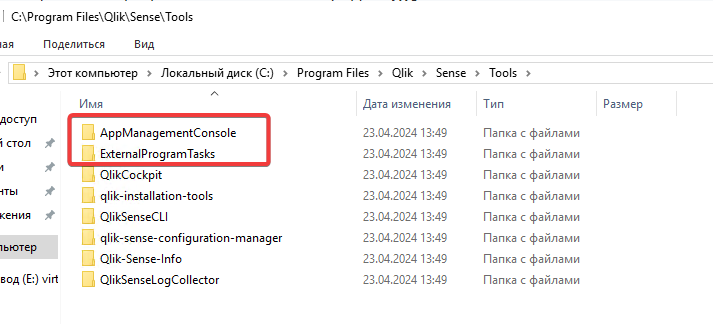 C:\Program Files\Qlik\Sense\Tools
ная Поделиться Вид
Этот компьютер Локальный диск (C:) Program Files Qlik Sense Tools
Имя Дата изменения Тип Размер
доступ
AppManagementConsole 23.04.2024 13:49 Папка с файлами
й стол
ExternalProgramTasks 23.04.2024 13:49 Папка с файлами
и
QlikCockpit 23.04.2024 13:49 Папка с файлами
нты
qlik-installation-tools 23.04.2024 13:49 Папка с файлами
жения
QlikSenseCLI 23.04.2024 13:49 Папка с файлами
пьютер
qlik-sense-configuration-manager 23.04.2024 13:49 Папка с файлами
Qlik-Sense-Info 23.04.2024 13:49 Папка с файлами
вод (E:) virt
QlikSenseLogCollector 23.04.2024 13:49 Папка с файлами